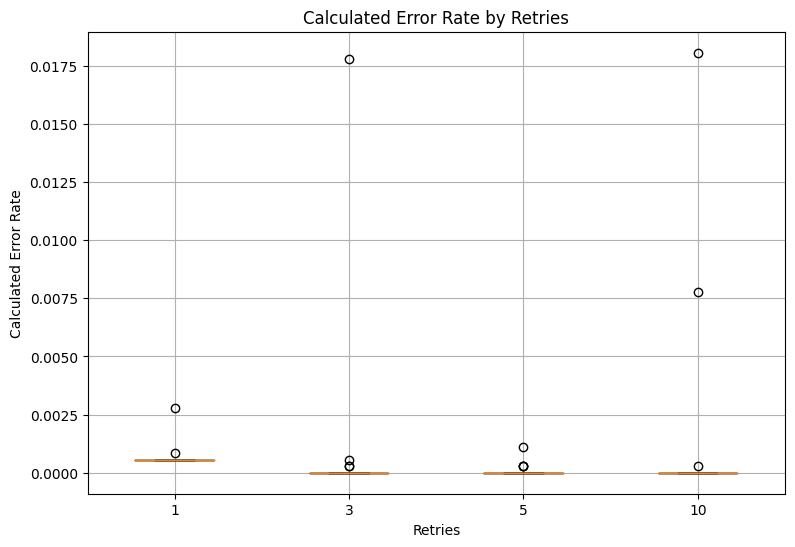 Calculated Error Rate by Retries
Calculated Error Rate
0.0175
0.0150
0.0125
0.0100
0.0075
0.0050
0.0025
0.0000
1 3 5 10
Retries